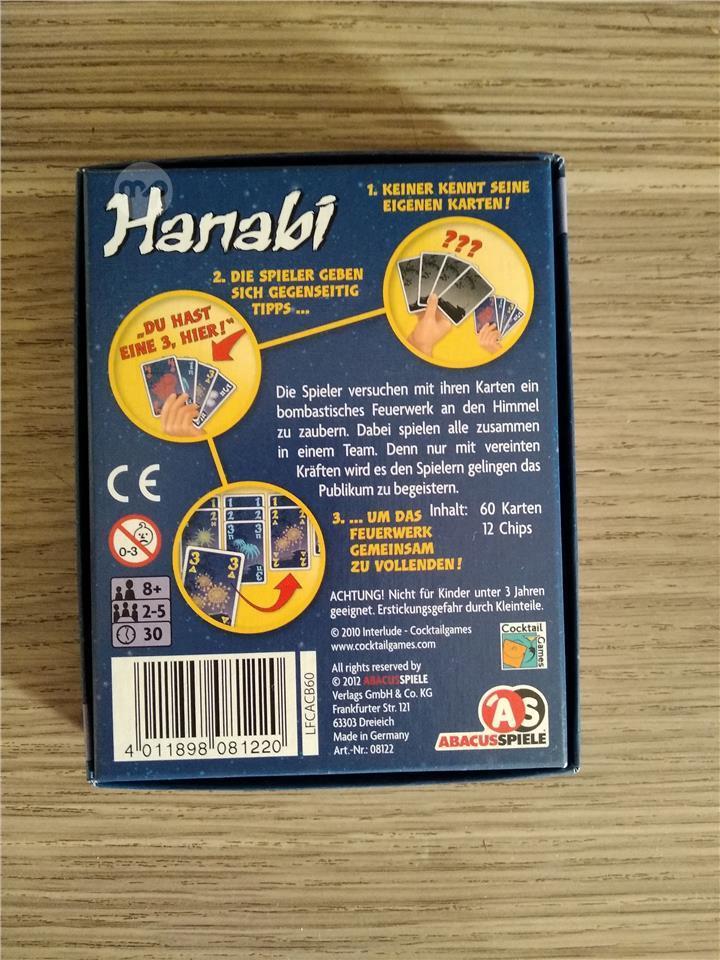 Hanabi
1. KEINER KENNT SEINE
EIGENEN KARTEN!
???
2. DIE SPIELER GEBEN
SICH GEGENSEITIG
TIPPS ...
„DU HAST
EINE 3, HIER!"
Die Spieler versuchen mit ihren Karten ein
bombastisches Feuerwerk an den Himmel
zu zaubern. Dabei spielen alle zusammen
in einem Team. Denn nur mit vereinten
Kräften wird es den Spielern gelingen das
Publikum zu begeistern.
Inhalt: 60 Karten
12 Chips
3. ... UM DAS
FEUERWERK
GEMEINSAM
ZU VOLLENDEN!
CE
0-3
8+
2-5
30
ACHTUNG! Nicht für Kinder unter 3 Jahren
geeignet. Erstickungsgefahr durch Kleinteile.
© 2010 Interlude - Cocktailgames
www.cocktailgames.com
Cocktail
Games
All rights reserved by
© 2012 ABACUSSPIELE
Verlags GmbH & Co. KG
Frankfurter Str. 121
63303 Dreieich
Made in Germany
Art.-Nr.: 08122
AS
ABACUSSPIELE
LFCACB60
4 011898 081220